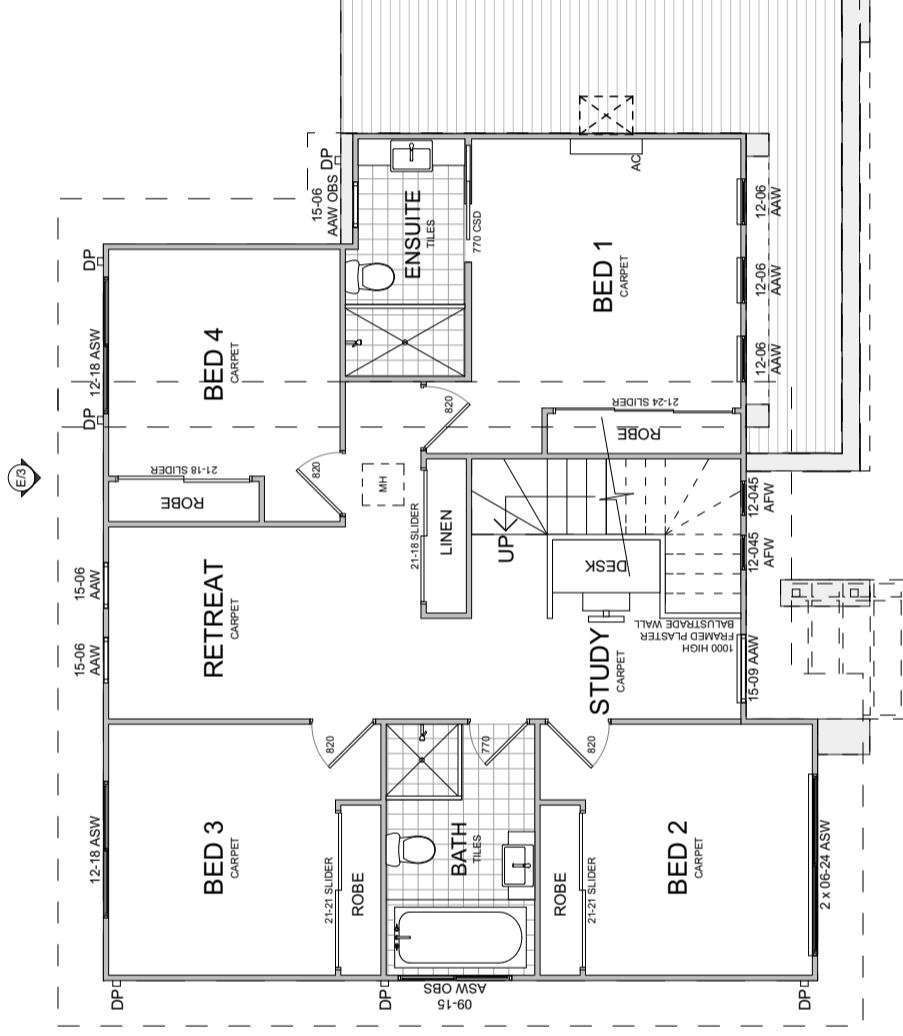 E/3
DP
12-18 ASW
DP
15-06
AAW OBS
DP
BED 4
CARPET
ENSUITE
TILES
770 CSD
AC
BED 1
CARPET
12-06
AAW
12-06
AAW
12-06
AAW
21-18 SLIDER
ROBE
820
820
MH
21-24 SLIDER
ROBE
21-18 SLIDER
LINEN
UP
DESK
12-045
AFW
12-045
AFW
15-06
AAW
15-06
AAW
RETREAT
CARPET
STUDY
CARPET
1000 HIGH
FRAMED PLASTER
BALUSTRADE WALL
15-09 AAW
12-18 ASW
BED 3
CARPET
820
21-21 SLIDER
ROBE
BATH
TILES
770
820
ROBE
21-21 SLIDER
BED 2
CARPET
2 x 06-24 ASW
DP
DP
09-15
ASW OBS
DP